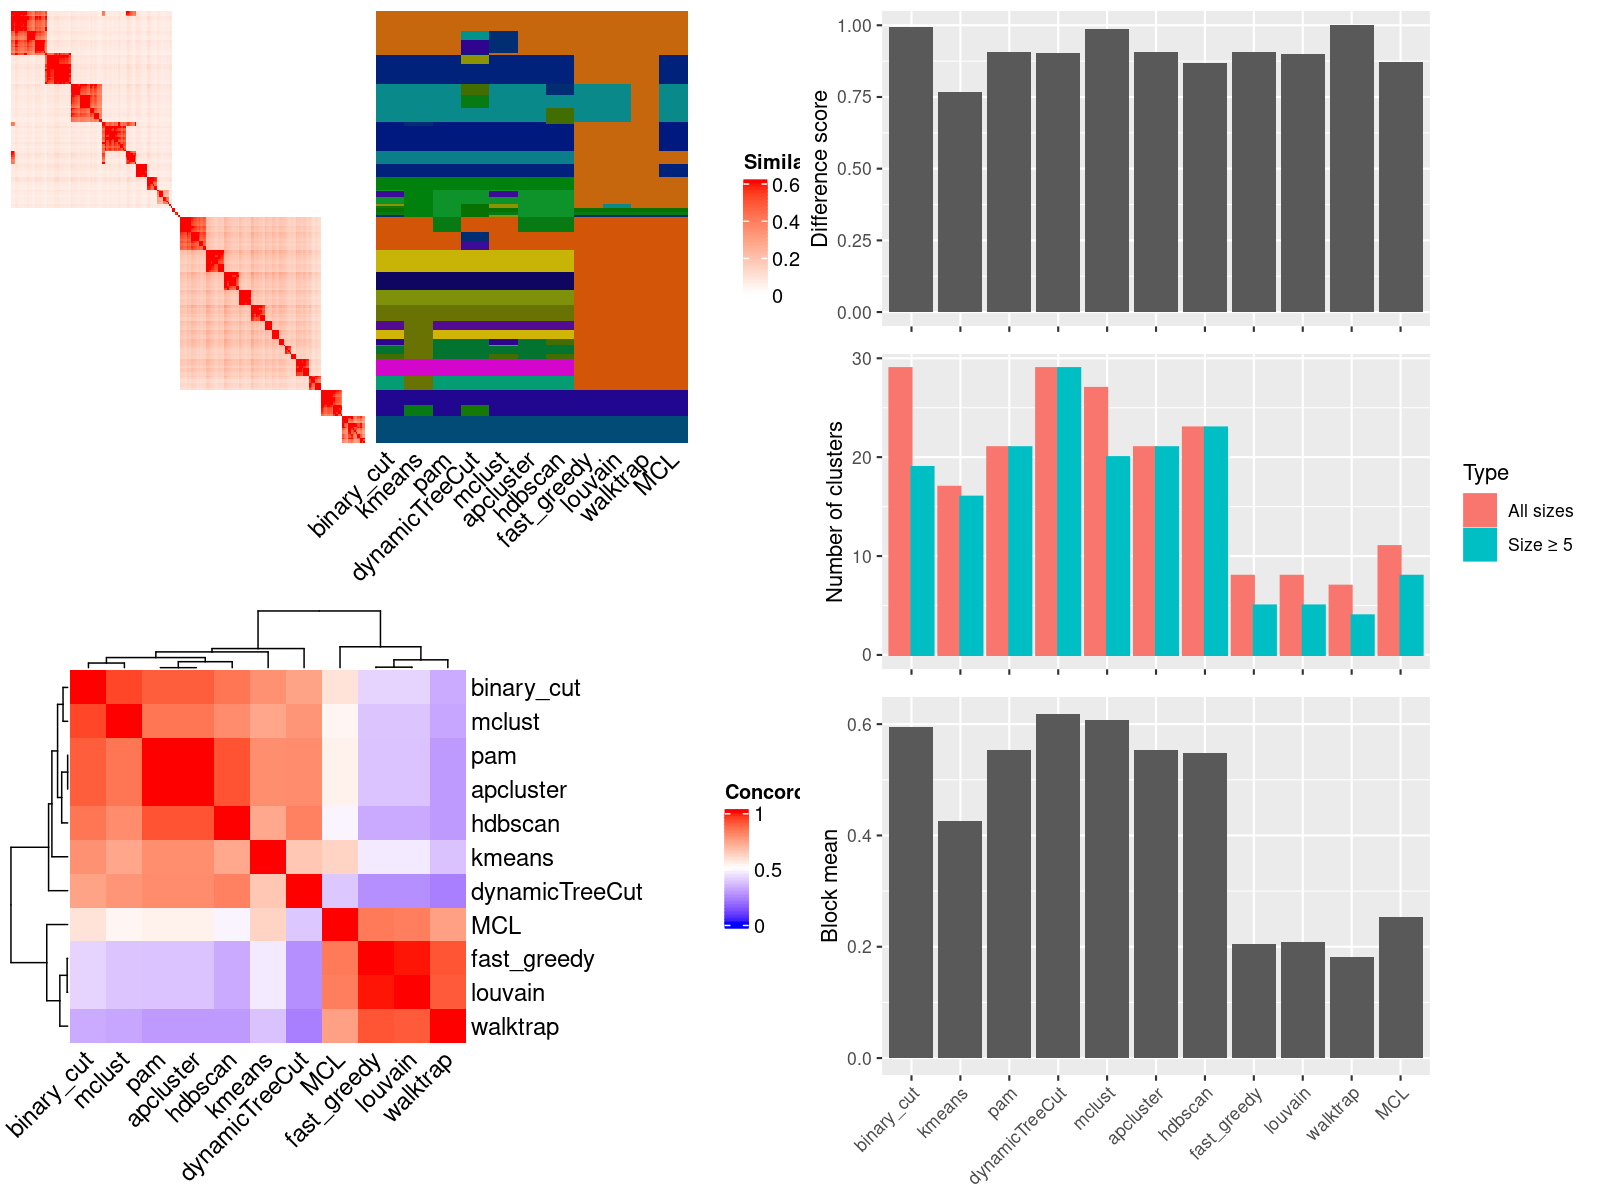 Simila
0.6
0.4
0.2
0
binary_cut
kmeans
pam
dynamicTreeCut
mclust
apcluster
hdbscan
fast_greedy
louvain
walktrap
MCL
binary_cut
mclust
pam
apcluster
hdbscan
kmeans
dynamicTreeCut
MCL
fast_greedy
louvain
walktrap
Concord
1
0.5
0
binary_cut
mclust
pam
apcluster
hdbscan
kmeans
dynamicTreeCut
MCL
fast_greedy
louvain
walktrap
Difference score
1.00
0.75
0.50
0.25
0.00
Number of clusters
30
20
10
0
Type
All sizes
Size ≥ 5
Block mean
0.6
0.4
0.2
0.0
binary_cut
kmeans
pam
dynamicTreeCut
mclust
apcluster
hdbscan
fast_greedy
louvain
walktrap
MCL